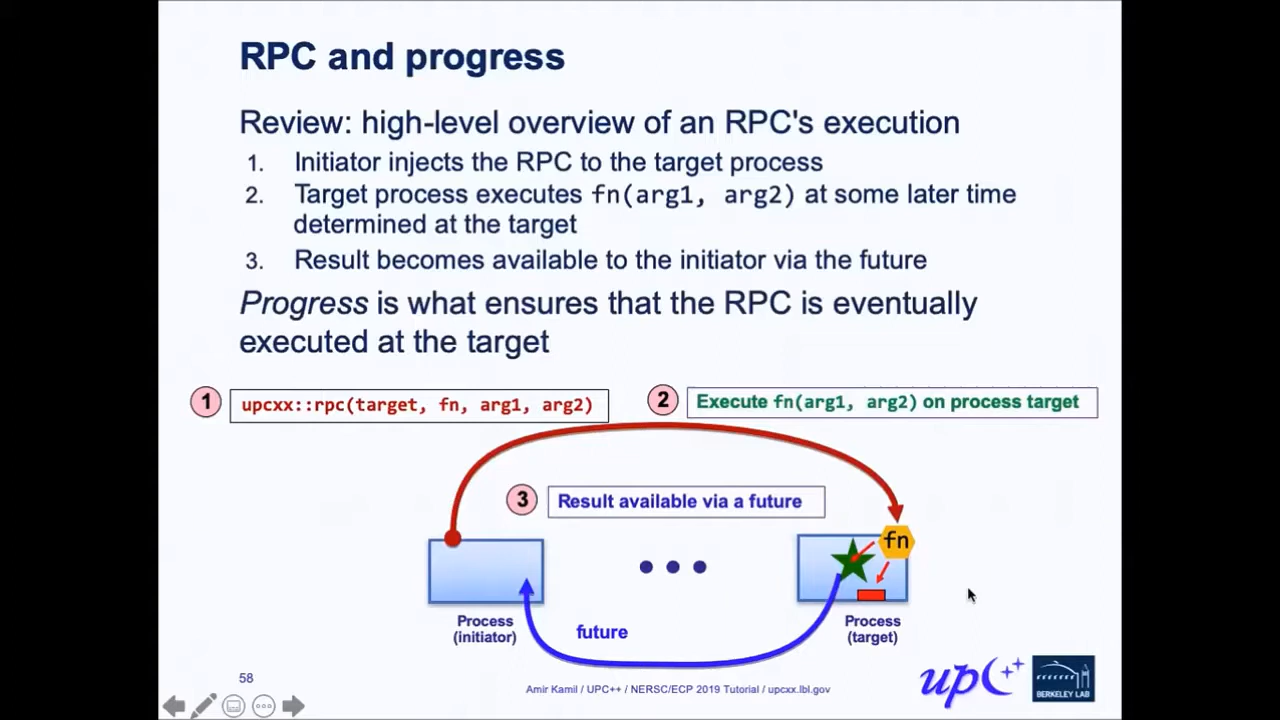 RPC and progress
Review: high-level overview of an RPC's execution
1. Initiator injects the RPC to the target process
2. Target process executes fn(arg1, arg2) at some later time
determined at the target
3. Result becomes available to the initiator via the future
Progress is what ensures that the RPC is eventually
executed at the target
1 upcxx::rpc(target, fn, arg1, arg2)
2 Execute fn(arg1, arg2) on process target
3 Result available via a future
fn
Process
(initiator)
future
Process
(target)
58
Amir Kamil / UPC++ / NERSC/ECP 2019 Tutorial / upcxx.lbl.gov
upc++
BERKELEY LAB